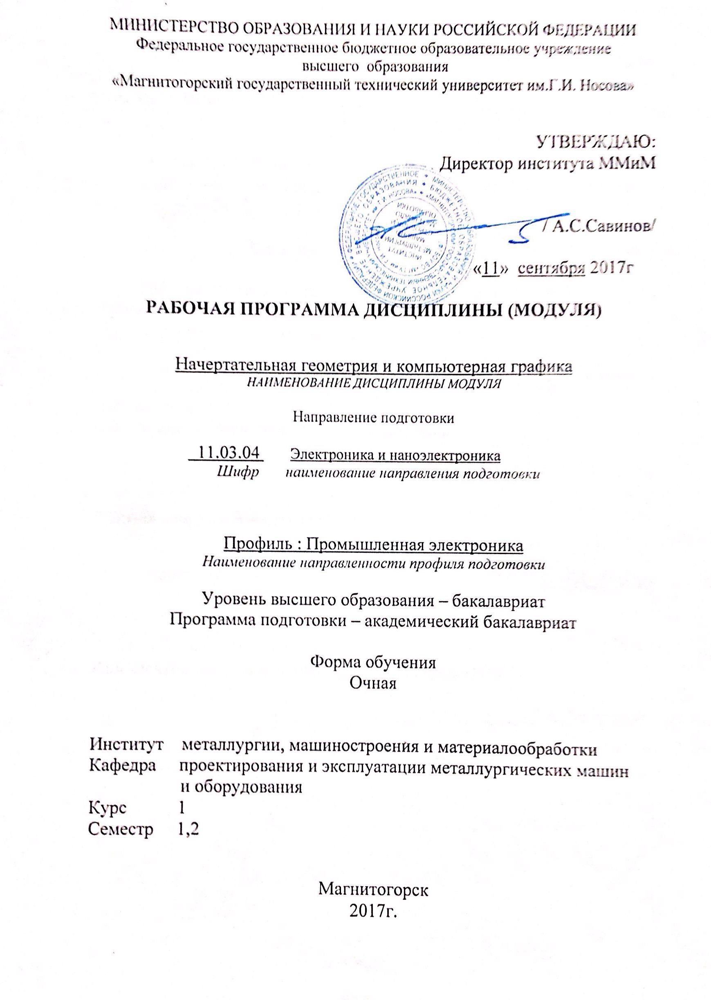 МИНИСТЕРСТВО ОБРАЗОВАНИЯ И НАУКИ РОССИЙСКОЙ ФЕДЕРАЦИИ
Федеральное государственное бюджетное образовательное учреждение
высшего образования
«Магнитогорский государственный технический университет им.Г.И. Носова»
УТВЕРЖДАЮ:
Директор института ММиМ
/ А.С.Савинов/
«11» сентября 2017г
РАБОЧАЯ ПРОГРАММА ДИСЦИПЛИНЫ (МОДУЛЯ)
Начертательная геометрия и компьютерная графика
НАИМЕНОВАНИЕ ДИСЦИПЛИНЫ МОДУЛЯ
Направление подготовки
11.03.04 Электроника и наноэлектроника
Шифр наименование направления подготовки
Профиль : Промышленная электроника
Наименование направленности профиля подготовки
Уровень высшего образования – бакалавриат
Программа подготовки – академический бакалавриат
Форма обучения
Очная
Институт металлургии, машиностроения и материалообработки
Кафедра проектирования и эксплуатации металлургических машин
и оборудования
Курс 1
Семестр 1,2
Магнитогорск
2017г.